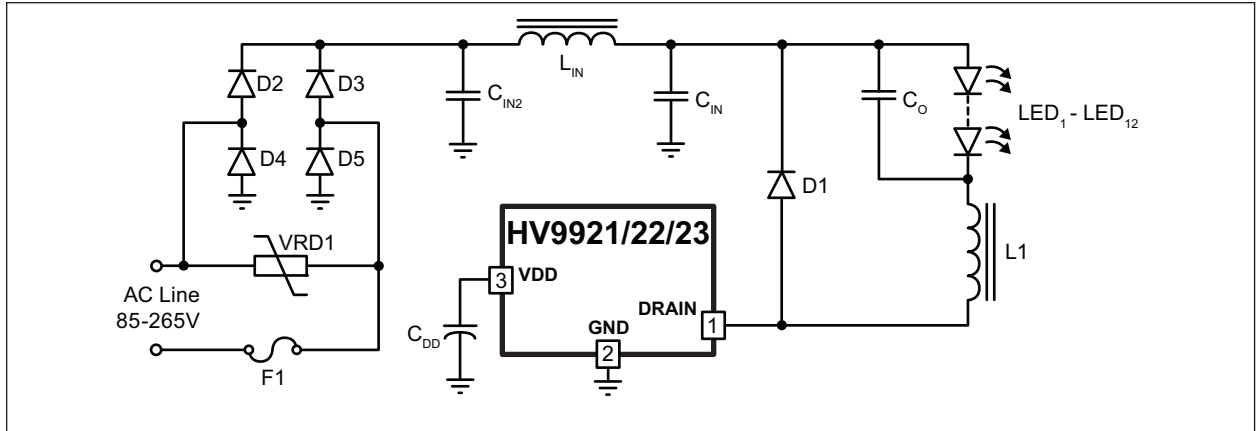 D2
D3
D4
D5
C_IN2
L_IN
C_IN
C_O
LED_1 - LED_12
D1
L1
VRD1
AC Line
85-265V
F1
HV9921/22/23
3
VDD
C_DD
GND
2
DRAIN
1